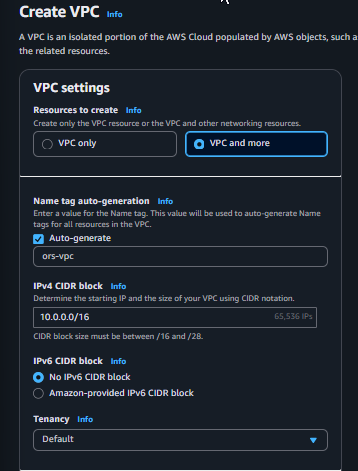 Create VPC Info
A VPC is an isolated portion of the AWS Cloud populated by AWS objects, such a
the related resources.
VPC settings
Resources to create Info
Create only the VPC resource or the VPC and other networking resources.
VPC only
VPC and more
Name tag auto-generation Info
Enter a value for the Name tag. This value will be used to auto-generate Name
tags for all resources in the VPC.
Auto-generate
ors-vpc
IPv4 CIDR block Info
Determine the starting IP and the size of your VPC using CIDR notation.
10.0.0.0/16 65,536 IPs
CIDR block size must be between /16 and /28.
IPv6 CIDR block Info
No IPv6 CIDR block
Amazon-provided IPv6 CIDR block
Tenancy Info
Default